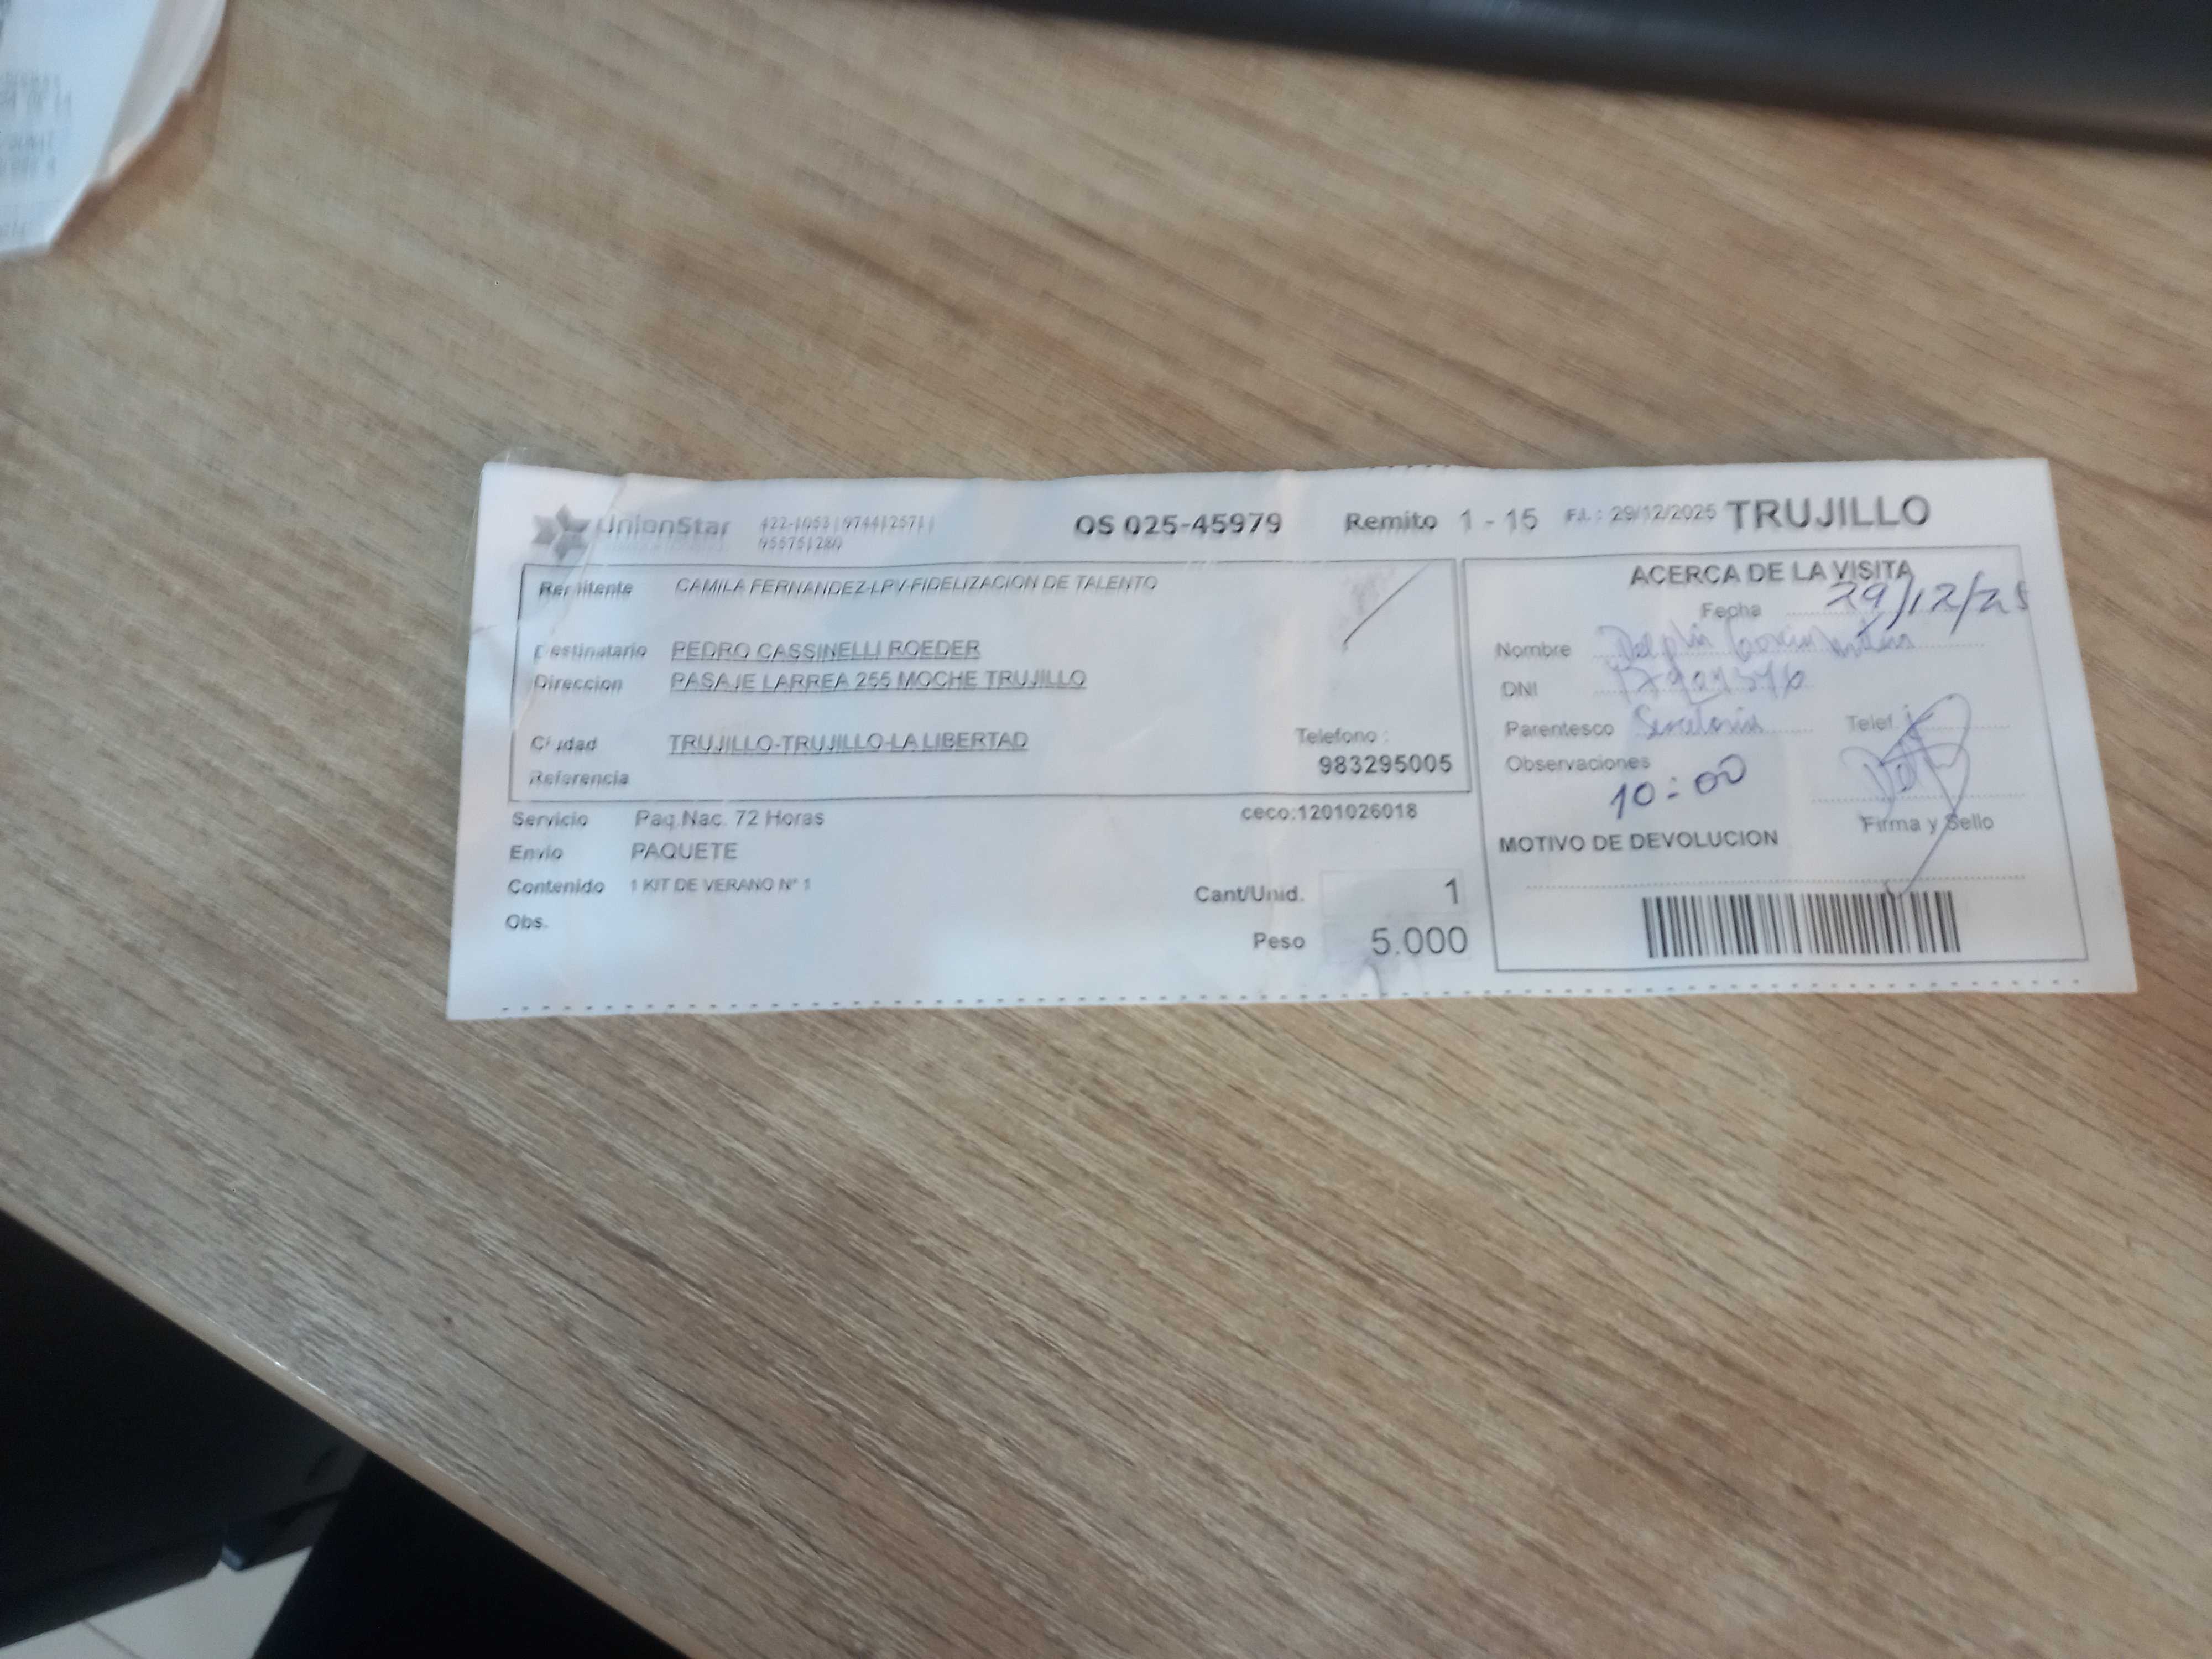 UnionStar
OS 025-45979 Remito 1 - 15 F.I.: 29/12/2025 TRUJILLO
Remitente CAMILA FERNANDEZ-LPV-FIDELIZACION DE TALENTO
Destinatario PEDRO CASSINELLI ROEDER
Direccion PASAJE LARREA 255 MOCHE TRUJILLO
Ciudad TRUJILLO-TRUJILLO-LA LIBERTAD
Telefono :
983295005
Referencia
Servicio Paq.Nac. 72 Horas ceco:1201026018
Envio PAQUETE
Contenido 1 KIT DE VERANO N° 1
Cant/Unid. 1
Obs.
Peso 5.000
ACERCA DE LA VISITA
Fecha 29/12/25
Nombre
DNI
Parentesco Secretaria Telef.
Observaciones
10:00
Firma y Sello
MOTIVO DE DEVOLUCION